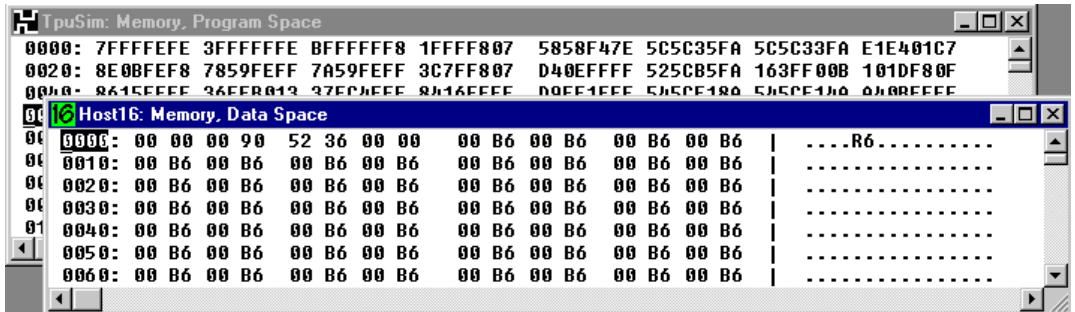 TpuSim: Memory, Program Space
0000: 7FFFFEFE 3FFFFFFE BFFFFFF8 1FFFF807 5858F47E 5C5C35FA 5C5C33FA E1E401C7
0020: 8E0BFEF8 7859FEFF 7A59FEFF 3C7FF807 D40EFFFF 525CB5FA 163FF00B 101DF80F
16 Host16: Memory, Data Space
0000: 00 00 00 90 52 36 00 00 00 B6 00 B6 00 B6 00 B6 | ....R6..........
0010: 00 B6 00 B6 00 B6 00 B6 00 B6 00 B6 00 B6 00 B6 | ................
0020: 00 B6 00 B6 00 B6 00 B6 00 B6 00 B6 00 B6 00 B6 | ................
0030: 00 B6 00 B6 00 B6 00 B6 00 B6 00 B6 00 B6 00 B6 | ................
0040: 00 B6 00 B6 00 B6 00 B6 00 B6 00 B6 00 B6 00 B6 | ................
0050: 00 B6 00 B6 00 B6 00 B6 00 B6 00 B6 00 B6 00 B6 | ................
0060: 00 B6 00 B6 00 B6 00 B6 00 B6 00 B6 00 B6 00 B6 | ................